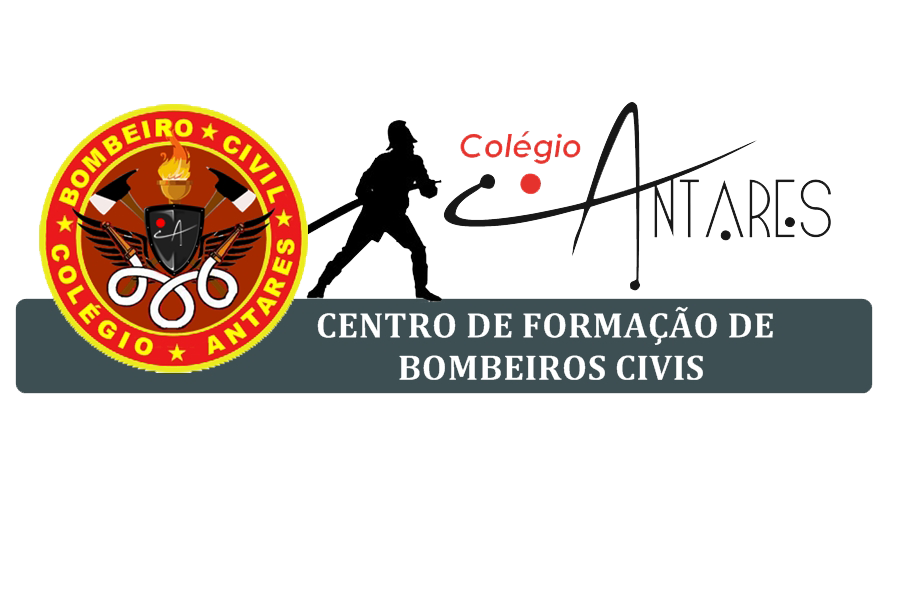 BOMBEIRO ★ CIVIL
★ COLÉGIO ★ ANTARES ★
A
Colégio
ANTARES
CENTRO DE FORMAÇÃO DE
BOMBEIROS CIVIS